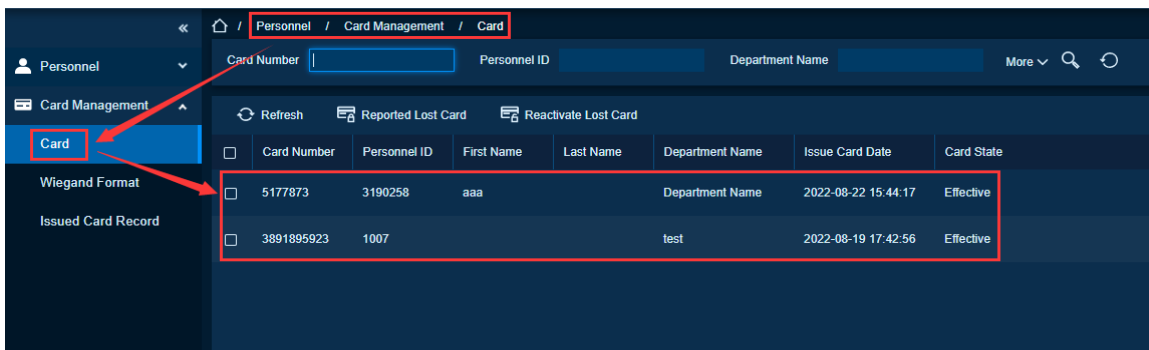 « / Personnel / Card Management / Card
Personnel
Card Number Personnel ID Department Name More
Card Management
Refresh Reported Lost Card Reactivate Lost Card
Card
Card Number Personnel ID First Name Last Name Department Name Issue Card Date Card State
Wiegand Format
5177873 3190258 aaa Department Name 2022-08-22 15:44:17 Effective
Issued Card Record
3891895923 1007 test 2022-08-19 17:42:56 Effective